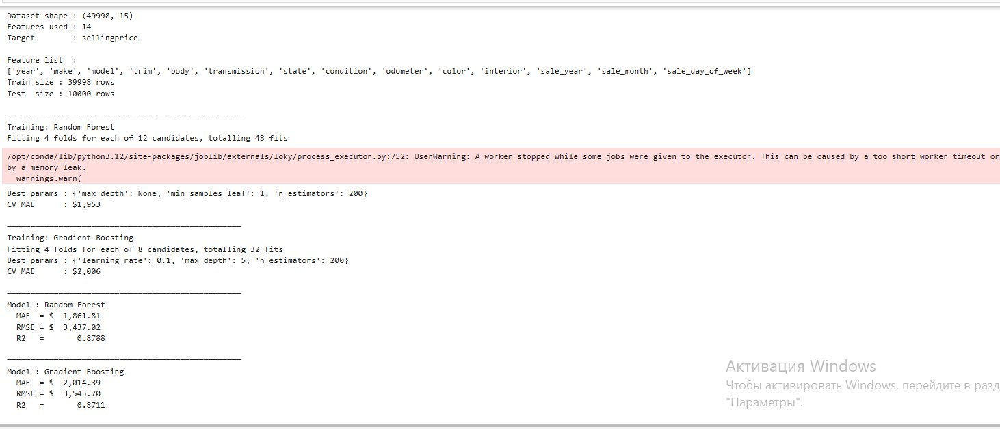 Dataset shape : (49998, 15)
Features used : 14
Target        : sellingprice
Feature list  :
['year', 'make', 'model', 'trim', 'body', 'transmission', 'state', 'condition', 'odometer', 'color', 'interior', 'sale_year', 'sale_month', 'sale_day_of_week']
Train size : 39998 rows
Test  size : 10000 rows
Training: Random Forest
Fitting 4 folds for each of 12 candidates, totalling 48 fits
/opt/conda/lib/python3.12/site-packages/joblib/externals/loky/process_executor.py:752: UserWarning: A worker stopped while some jobs were given to the executor. This can be caused by a too short worker timeout or
by a memory leak.
  warnings.warn(
Best params : {'max_depth': None, 'min_samples_leaf': 1, 'n_estimators': 200}
CV MAE      : $1,953
Training: Gradient Boosting
Fitting 4 folds for each of 8 candidates, totalling 32 fits
Best params : {'learning_rate': 0.1, 'max_depth': 5, 'n_estimators': 200}
CV MAE      : $2,006
Model : Random Forest
  MAE  = $  1,861.81
  RMSE = $  3,437.02
  R2   =       0.8788
Model : Gradient Boosting
  MAE  = $  2,014.39
  RMSE = $  3,545.70
  R2   =       0.8711
Активация Windows
Чтобы активировать Windows, перейдите в разд
"Параметры".